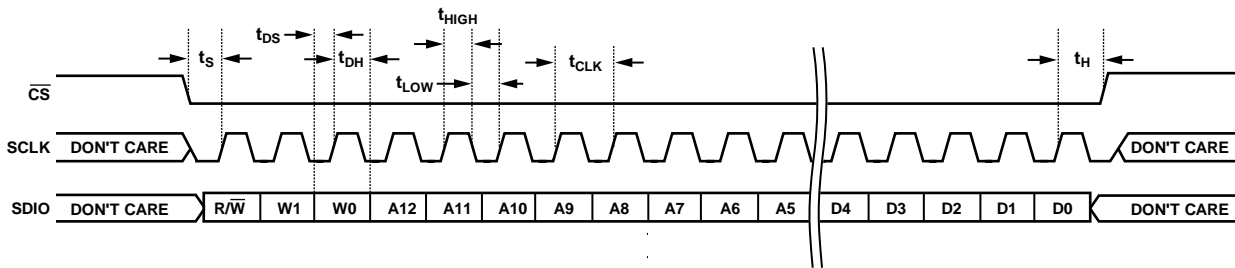 tHIGH
tDS
tS
tDH
tCLK
tH
tLOW
CS
SCLK DON'T CARE DON'T CARE
SDIO DON'T CARE R/W W1 W0 A12 A11 A10 A9 A8 A7 A6 A5 D4 D3 D2 D1 D0 DON'T CARE